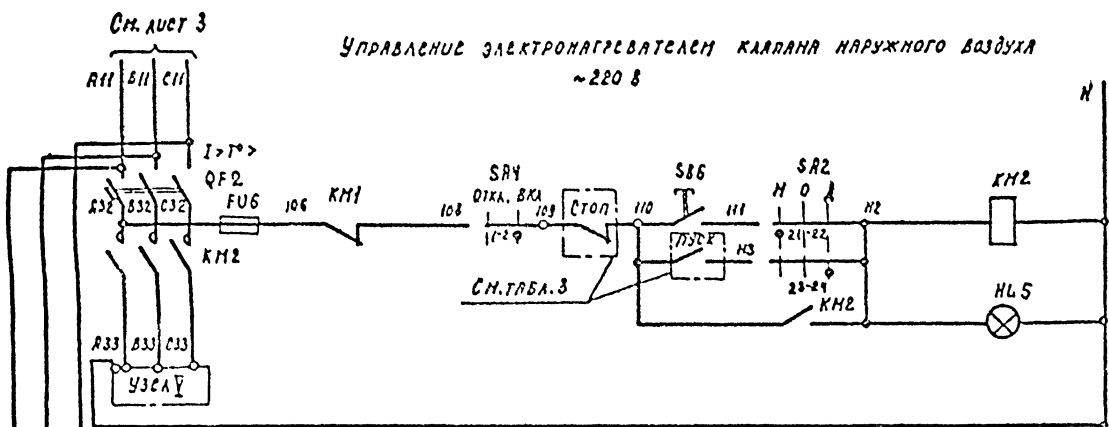 См. лист 3
Управление электронагревателем клапана наружного воздуха
~220 В
A11 B11 C11
N
I> T°>
QF2
A32 B32 C32
FU6
106
KM1
108
SA4
ОТКЛ. ВКЛ
1-2
109
Стоп
110
SB6
111
SA2
М О Д
21-22
112
KM2
KM2
ПУСК
113
23-24
См. табл. 3
KM2
HL5
A33 B33 C33
Узел V